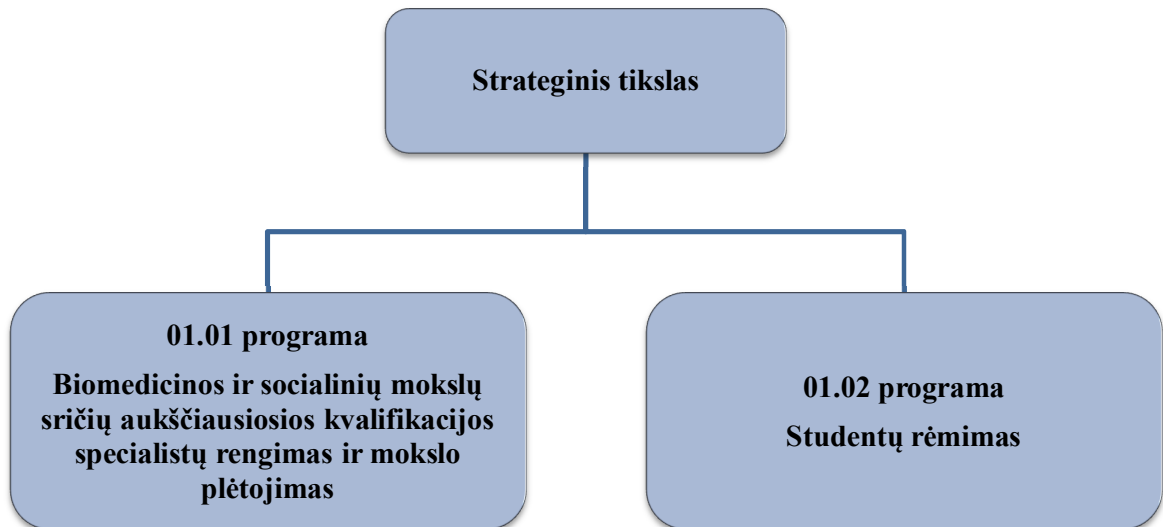 Strateginis tikslas
01.01 programa
Biomedicinos ir socialinių mokslų
sričių aukščiausiosios kvalifikacijos
specialistų rengimas ir mokslo
plėtojimas
01.02 programa
Studentų rėmimas